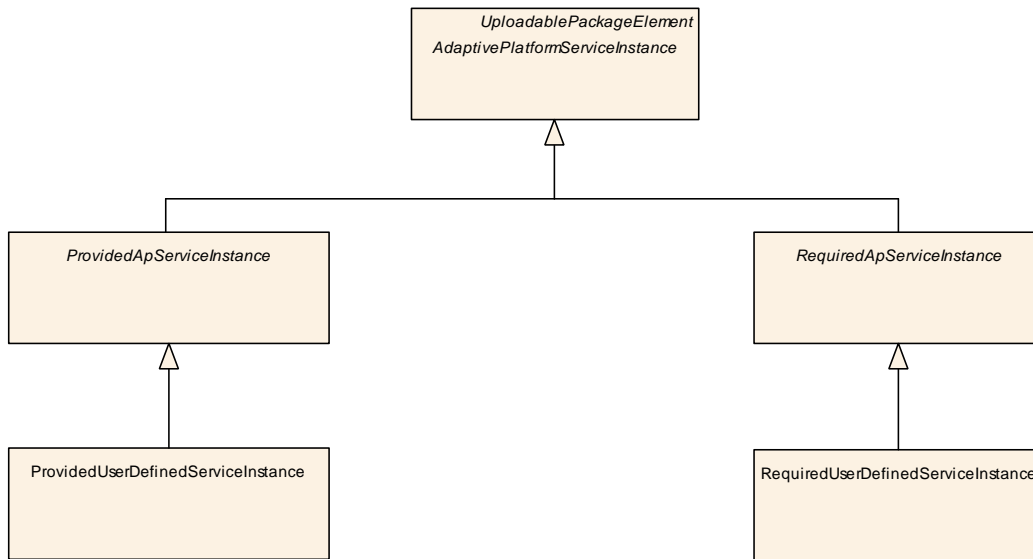 UploadablePackageElement
AdaptivePlatformServiceInstance
ProvidedApServiceInstance
RequiredApServiceInstance
ProvidedUserDefinedServiceInstance
RequiredUserDefinedServiceInstance